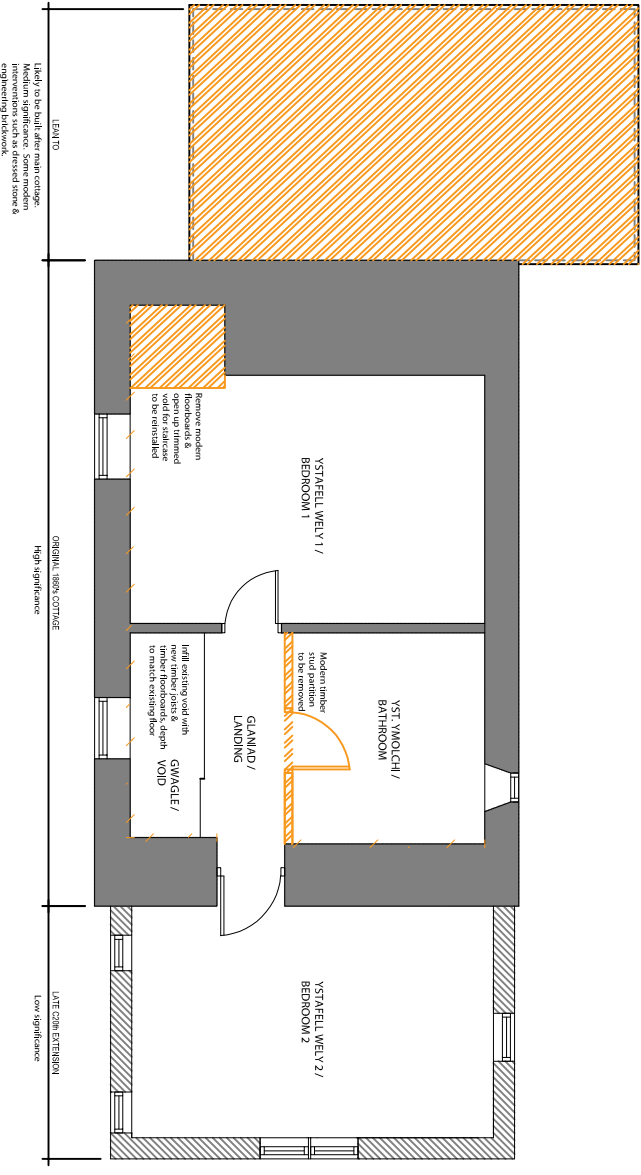 LEAN TO
Likely to be built after main cottage.
Medium significance. Some modern
interventions such as dressed stone &
engineering brickwork.
ORIGINAL 1860's COTTAGE
High significance
LATE C20th EXTENSION
Low significance
Remove modern
floorboards &
open up trimmed
void for staircase
to be reinstalled
YSTAFELL WELY 1 /
BEDROOM 1
Modern timber
stud partition
to be removed
YST. YMOLCHI /
BATHROOM
GLANIAD /
LANDING
Infill existing void with
new timber joists &
timber floorboards, depth
to match existing floor
GWAGLE /
VOID
YSTAFELL WELY 2 /
BEDROOM 2